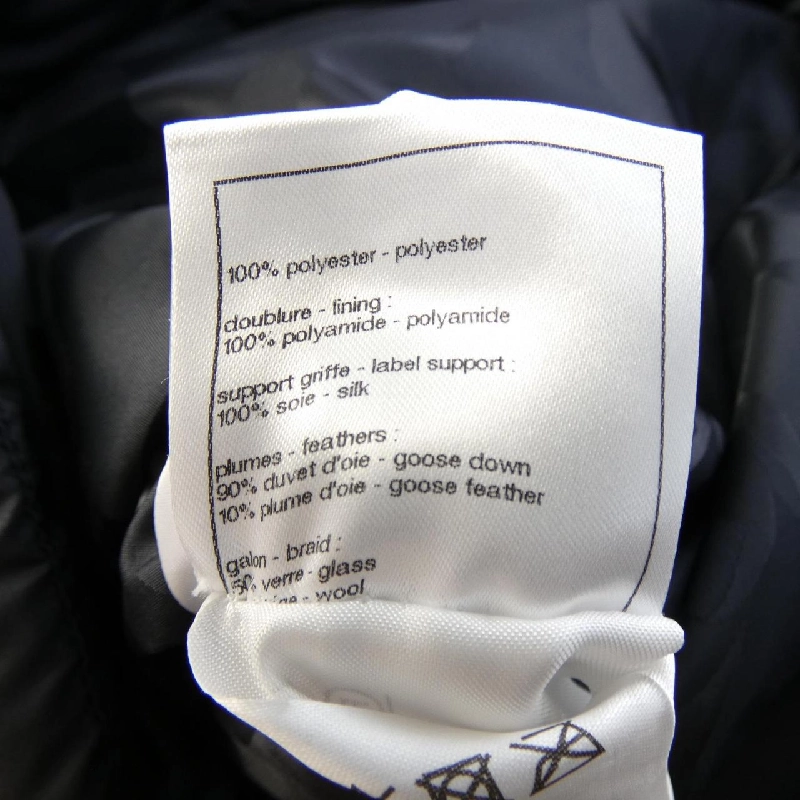 100% polyester - polyester
doublure - lining :
100% polyamide - polyamide
support griffe - label support :
100% soie - silk
plumes - feathers :
90% duvet d'oie - goose down
10% plume d'oie - goose feather
galon - braid :
verre - glass
- wool